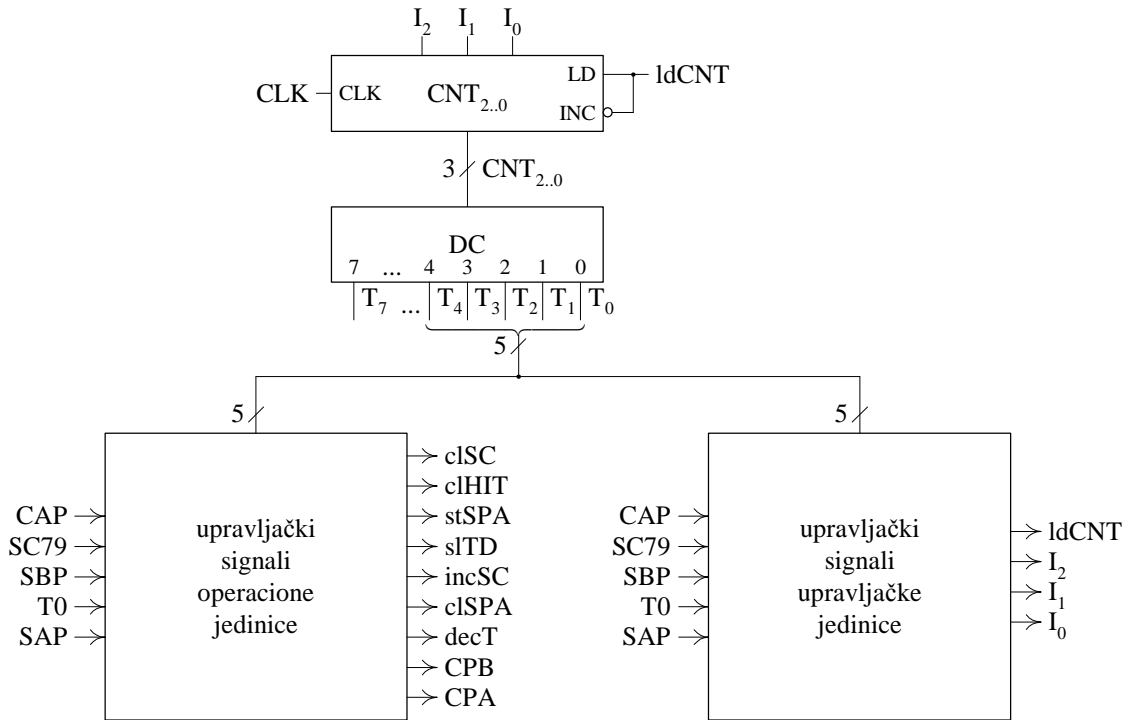 I₂ I₁ I₀
CLK CLK CNT₂..₀ LD ldCNT
INC
3 CNT₂..₀
DC
7 ... 4 3 2 1 0
T₇ ... T₄ T₃ T₂ T₁ T₀
5
5
5
CAP
SC79
SBP
T0
SAP
upravljački
signali
operacione
jedinice
clSC
clHIT
stSPA
slTD
incSC
clSPA
decT
CPB
CPA
CAP
SC79
SBP
T0
SAP
upravljački
signali
upravljačke
jedinice
ldCNT
I₂
I₁
I₀